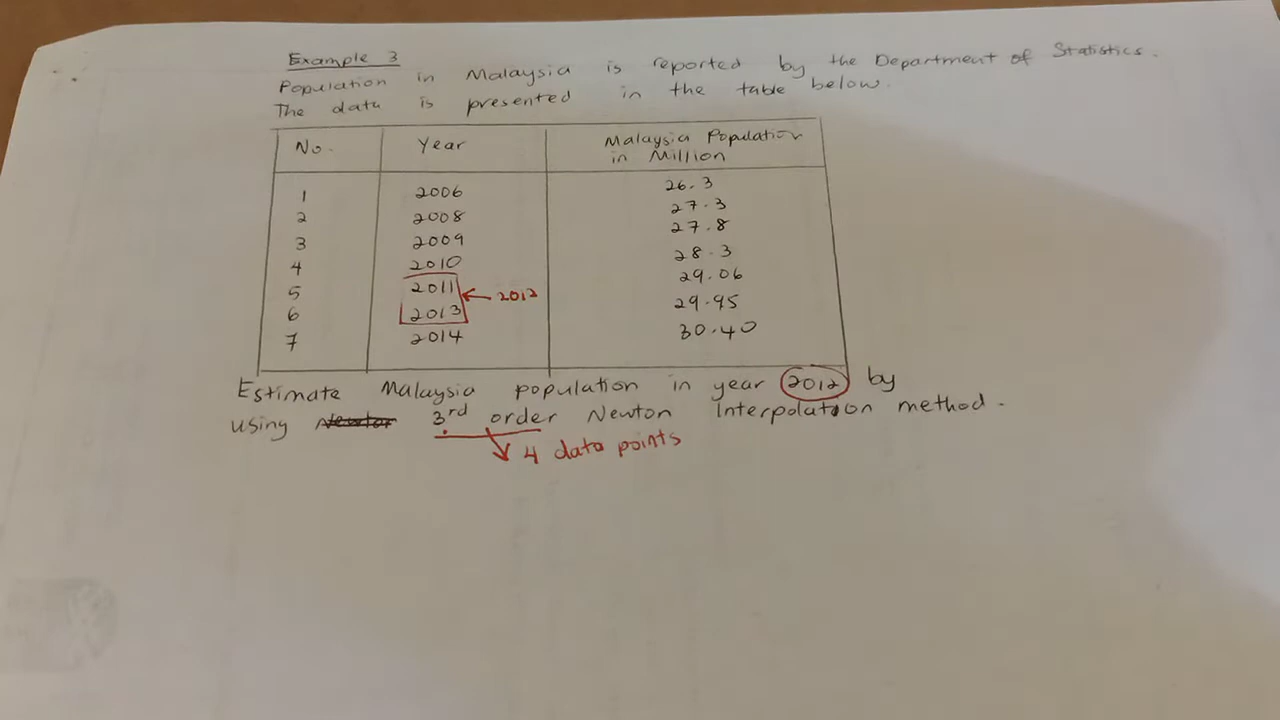 Example 3
Population in Malaysia is reported by the Department of Statistics.
The data is presented in the table below.
No. Year Malaysia Population
in Million
1 2006 26.3
2 2008 27.3
3 2009 27.8
4 2010 28.3
5 2011 ← 2012 29.06
6 2013 29.95
7 2014 30.40
Estimate Malaysia population in year 2012 by
using Newton 3rd order Newton Interpolation method.
4 data points